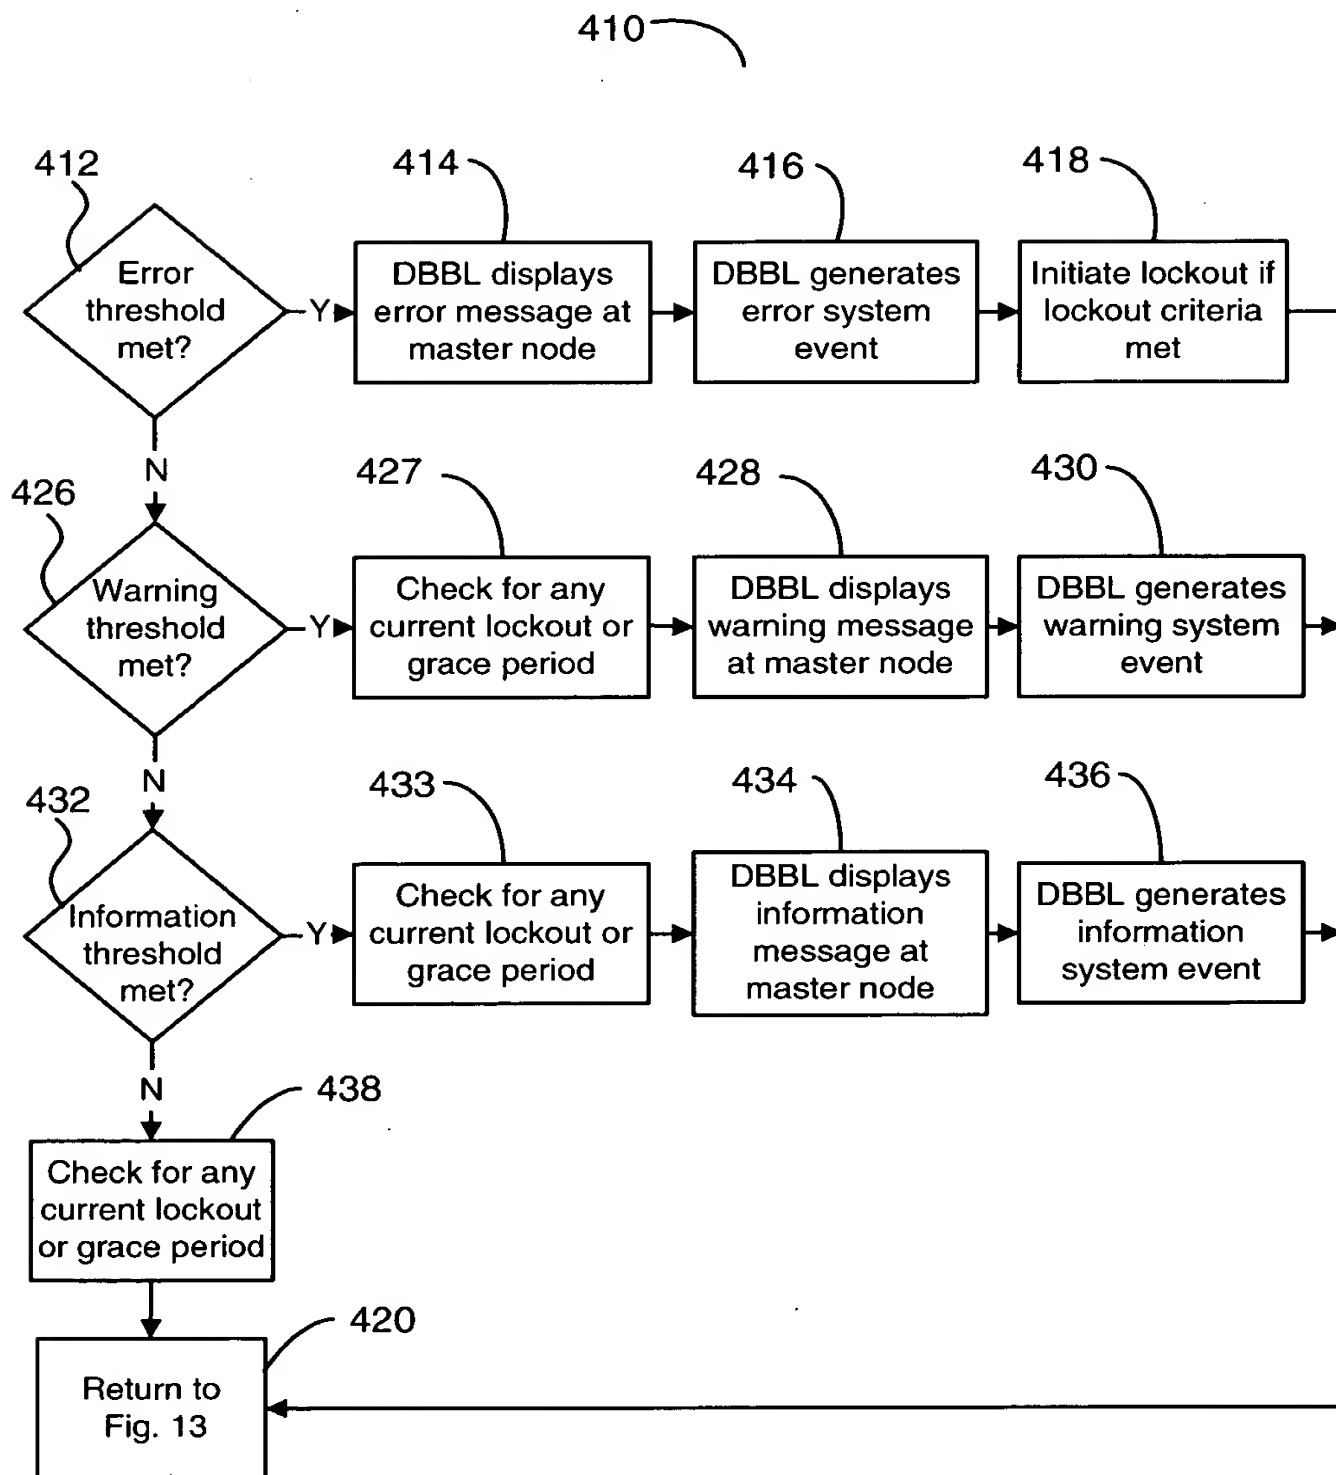 410
412
414
416
418
Error
threshold
met?
Y
DBBL displays
error message at
master node
DBBL generates
error system
event
Initiate lockout if
lockout criteria
met
N
426
427
428
430
Warning
threshold
met?
Y
Check for any
current lockout or
grace period
DBBL displays
warning message
at master node
DBBL generates
warning system
event
N
432
433
434
436
Information
threshold
met?
Y
Check for any
current lockout or
grace period
DBBL displays
information
message at
master node
DBBL generates
information
system event
N
438
Check for any
current lockout
or grace period
420
Return to
Fig. 13